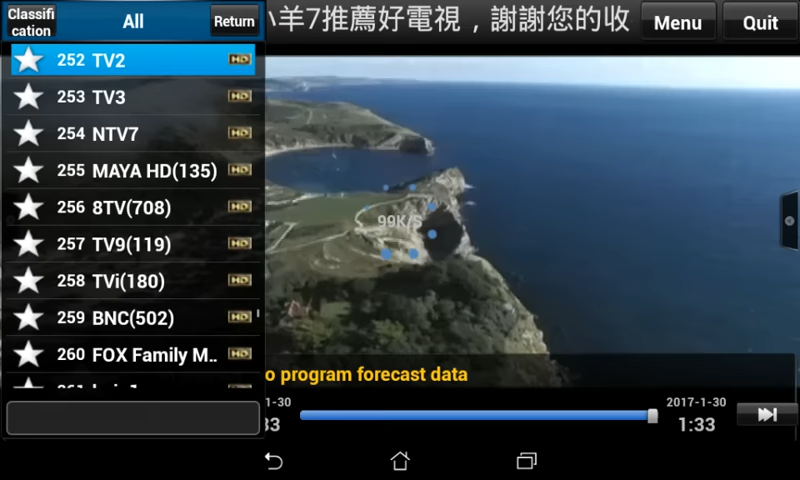 Classifi
cation
All
Return
羊7推薦好電視，謝謝您的收
Menu
Quit
252 TV2 HD
253 TV3 HD
254 NTV7 HD
255 MAYA HD(135) HD
256 8TV(708) HD
257 TV9(119) HD
258 TVi(180) HD
259 BNC(502) HD
260 FOX Family M.. HD
99K/S
o program forecast data
1-30
33
2017-1-30
1:33